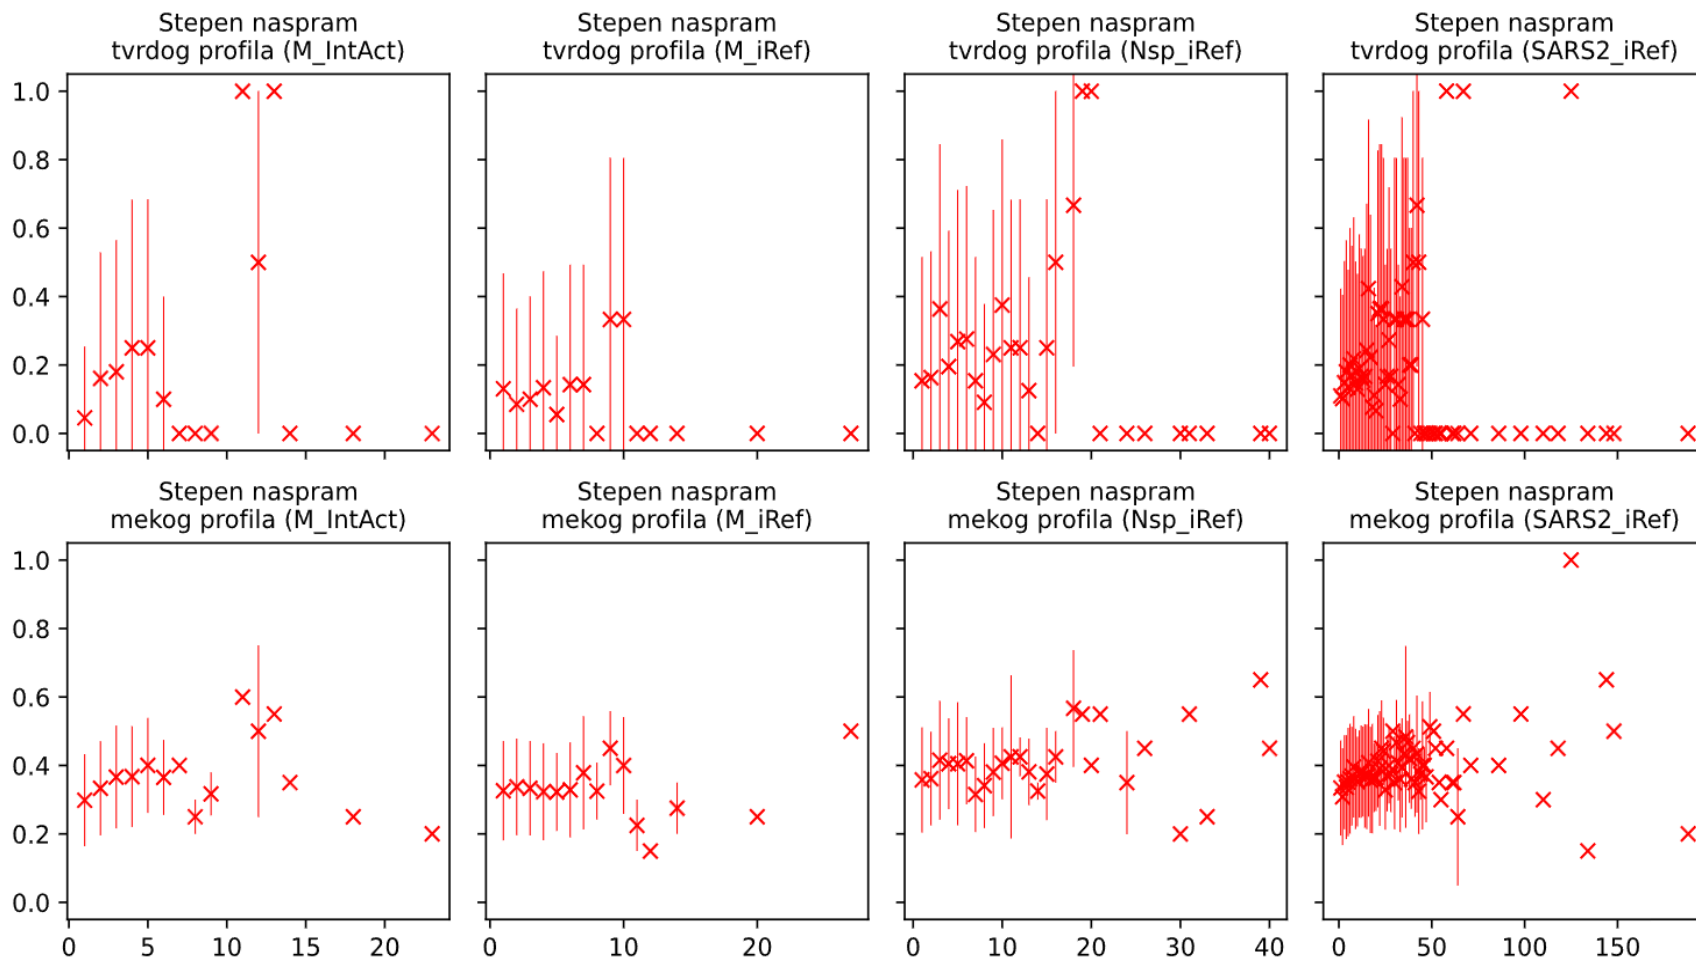 Stepen naspram
tvrdog profila (M_IntAct)
Stepen naspram
tvrdog profila (M_iRef)
Stepen naspram
tvrdog profila (Nsp_iRef)
Stepen naspram
tvrdog profila (SARS2_iRef)
1.0
0.8
0.6
0.4
0.2
0.0
Stepen naspram
mekog profila (M_IntAct)
Stepen naspram
mekog profila (M_iRef)
Stepen naspram
mekog profila (Nsp_iRef)
Stepen naspram
mekog profila (SARS2_iRef)
1.0
0.8
0.6
0.4
0.2
0.0
0 5 10 15 20
0 10 20
0 10 20 30 40
0 50 100 150